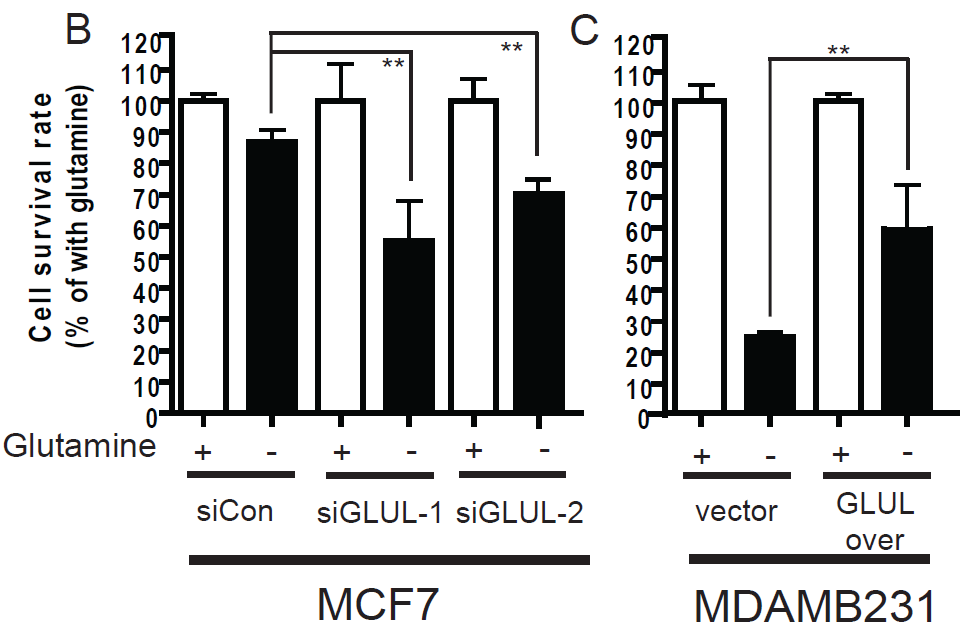 B
Cell survival rate
(% of with glutamine)
120
110
100
90
80
70
60
50
40
30
20
10
0
**
**
Glutamine + - + - + -
siCon siGLUL-1 siGLUL-2
MCF7
C
120
110
100
90
80
70
60
50
40
30
20
10
0
**
+ - + -
vector GLUL
over
MDAMB231